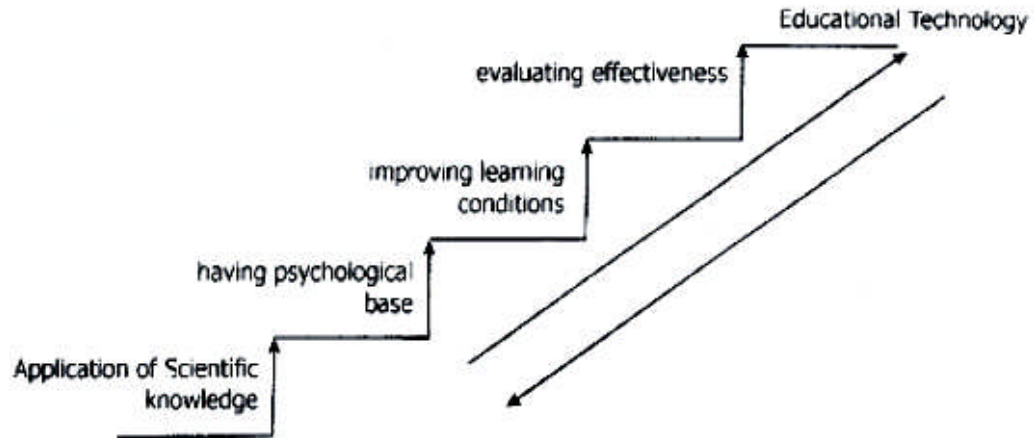 Educational Technology
evaluating effectiveness
improving learning
conditions
having psychological
base
Application of Scientific
knowledge